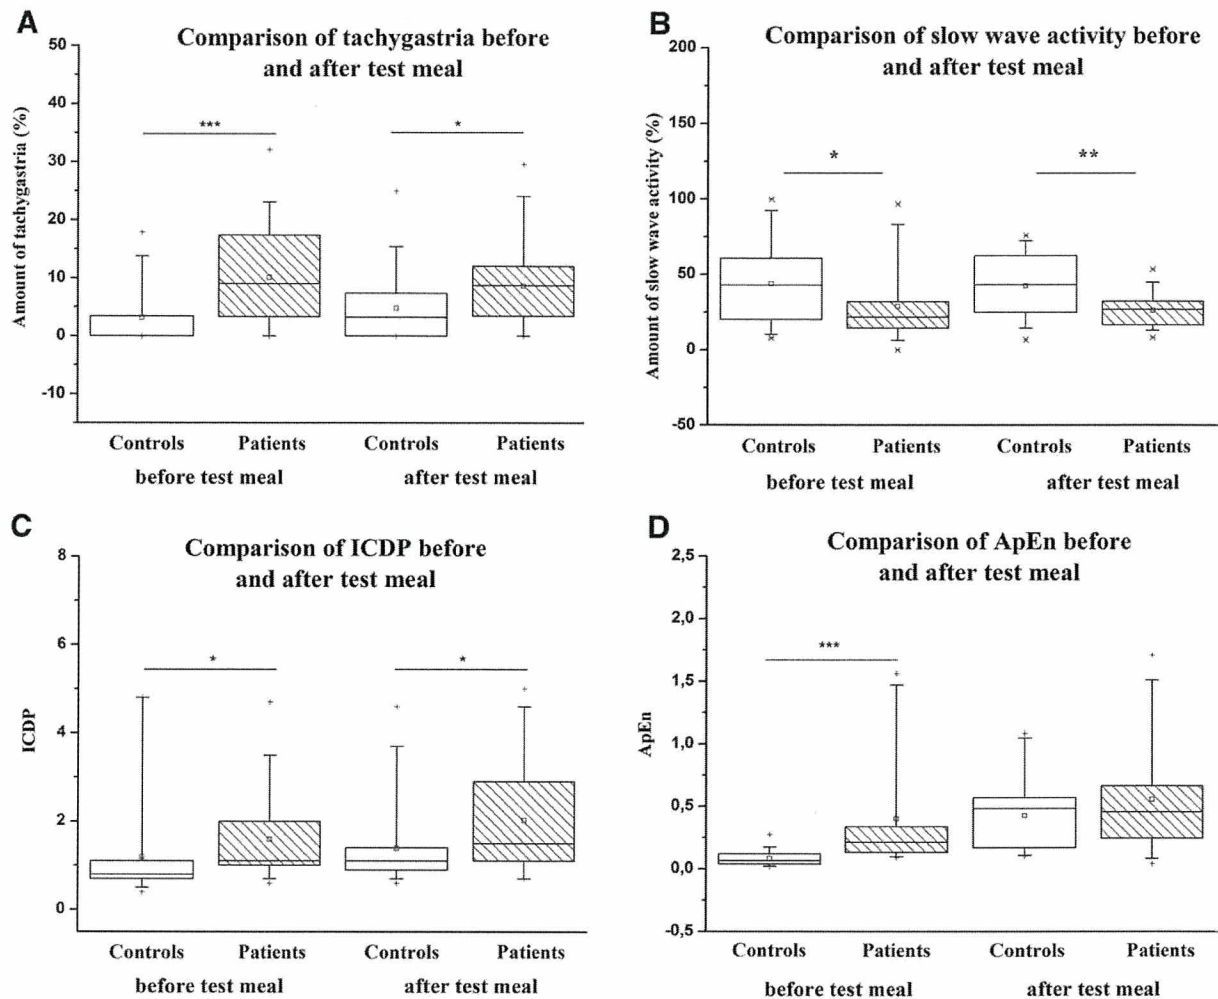 A
Comparison of tachygastria before
and after test meal
50
40
30
20
10
0
-10
Amount of tachygastria (%)
***
*
Controls
Patients
Controls
Patients
before test meal
after test meal
B
Comparison of slow wave activity before
and after test meal
200
150
100
50
0
-50
Amount of slow wave activity (%)
*
**
Controls
Patients
Controls
Patients
before test meal
after test meal
C
Comparison of ICDP before
and after test meal
8
6
4
2
0
ICDP
*
*
Controls
Patients
Controls
Patients
before test meal
after test meal
D
Comparison of ApEn before
and after test meal
2,5
2,0
1,5
1,0
0,5
0,0
-0,5
ApEn
***
Controls
Patients
Controls
Patients
before test meal
after test meal